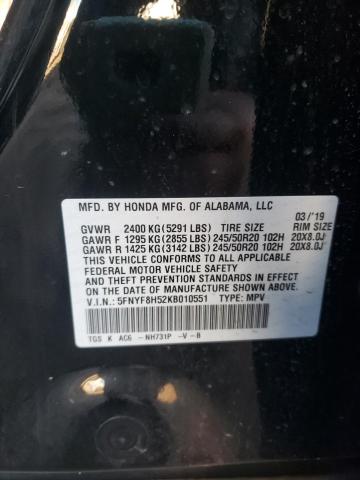 MFD. BY HONDA MFG. OF ALABAMA, LLC
03/'19
GVWR 2400 KG (5291 LBS) TIRE SIZE RIM SIZE
GAWR F 1295 KG (2855 LBS) 245/50R20 102H 20X8.0J
GAWR R 1425 KG (3142 LBS) 245/50R20 102H 20X8.0J
THIS VEHICLE CONFORMS TO ALL APPLICABLE
FEDERAL MOTOR VEHICLE SAFETY, BUMPER,
AND THEFT PREVENTION STANDARDS IN EFFECT
ON THE DATE OF MANUFACTURE SHOWN ABOVE.
V.I.N.: 5FNYF8H52KB010551 TYPE: MPV
TGS K AC6 -NH731P -V-B